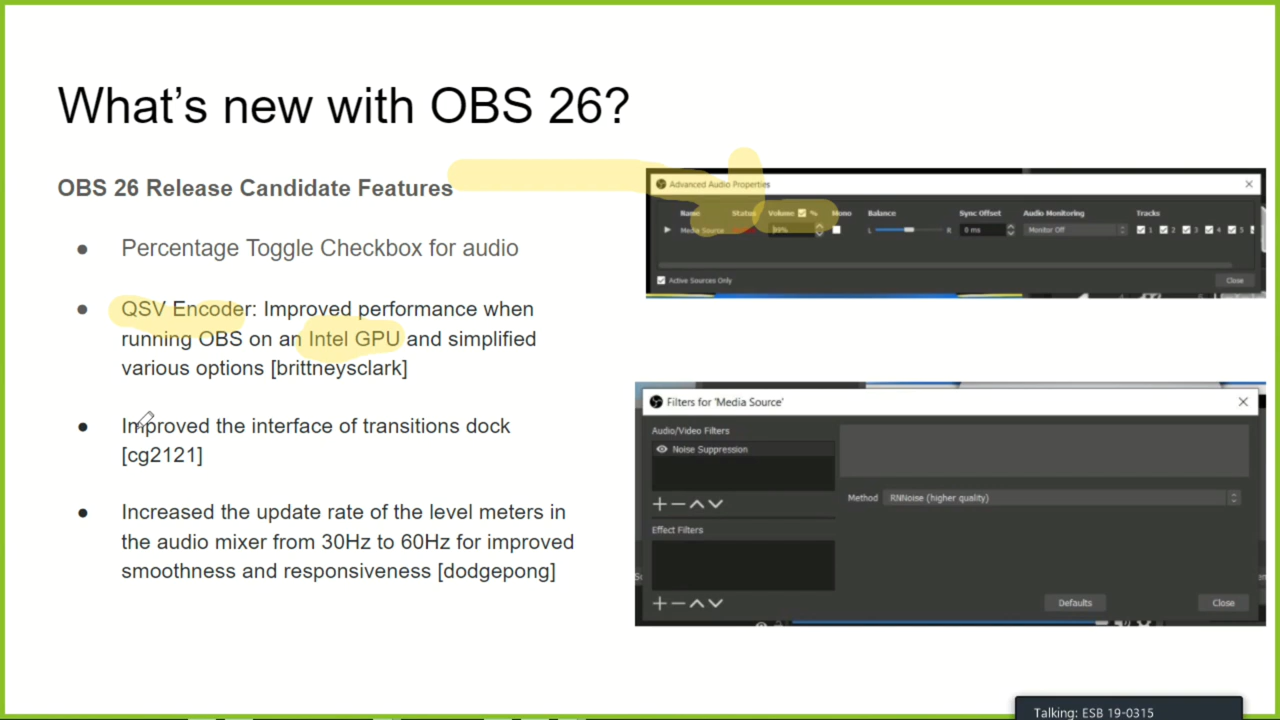 What's new with OBS 26?
OBS 26 Release Candidate Features
● Percentage Toggle Checkbox for audio
● QSV Encoder: Improved performance when
running OBS on an Intel GPU and simplified
various options [brittneysclark]
● Improved the interface of transitions dock
[cg2121]
● Increased the update rate of the level meters in
the audio mixer from 30Hz to 60Hz for improved
smoothness and responsiveness [dodgepong]
Advanced Audio Properties
Name Status Volume % Mono Balance Sync Offset Audio Monitoring Tracks
Media Source 99% L R 0 ms Monitor Off 1 2 3 4 5
Active Sources Only Close
Filters for 'Media Source'
Audio/Video Filters
Noise Suppression
Method RNNoise (higher quality)
Effect Filters
Defaults Close
Talking: ESB 19-0315